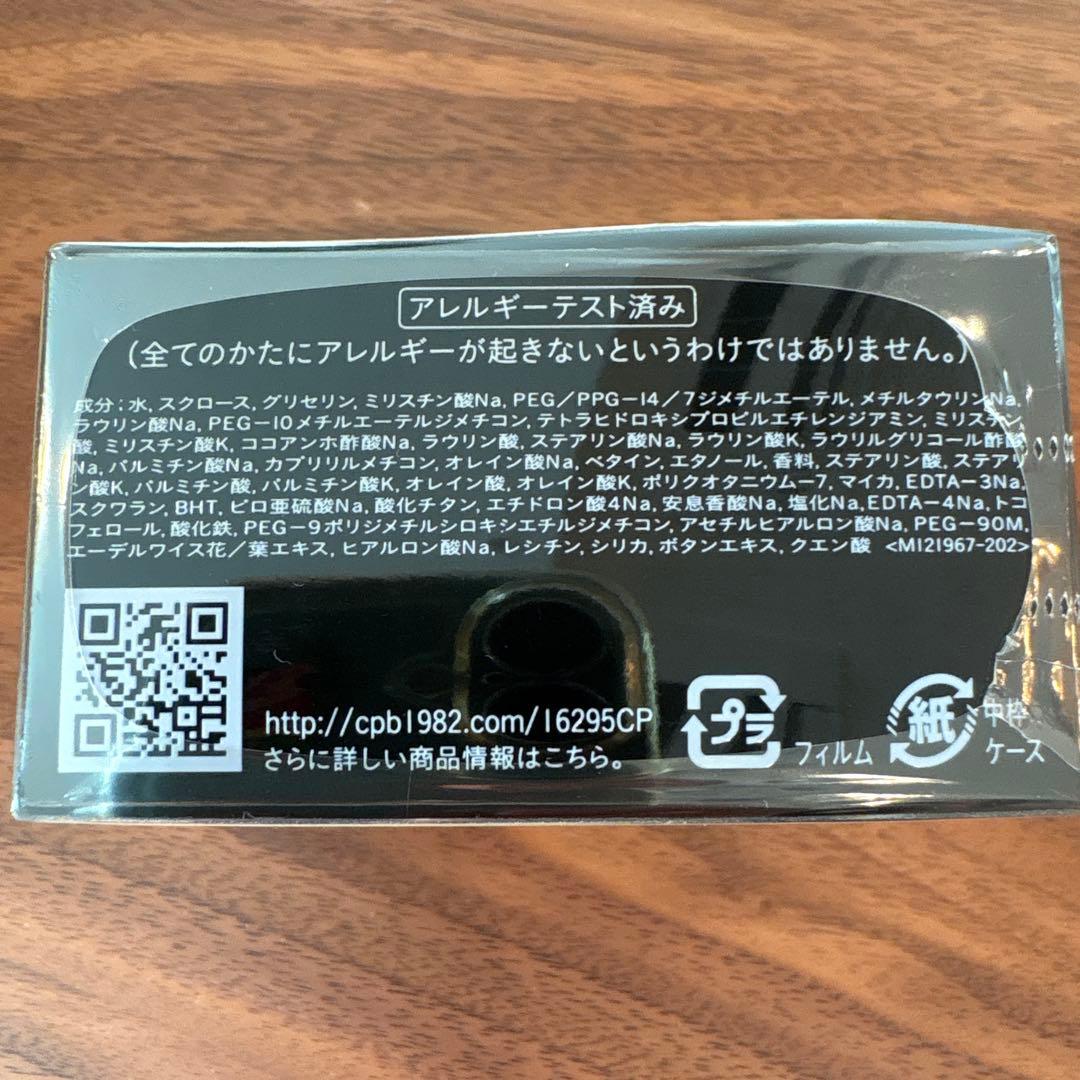 アレルギーテスト済み
(全てのかたにアレルギーが起きないというわけではありません。)
成分:水, スクロース, グリセリン, ミリスチン酸Na, PEG/PPG-14/7ジメチルエーテル, メチルタウリンNa,
ラウリン酸Na, PEG-10メチルエーテルジメチコン, テトラヒドロキシプロピルエチレンジアミン, ミリスチン
酸, ミリスチン酸K, ココアンホ酢酸Na, ラウリン酸, ステアリン酸Na, ラウリン酸K, ラウリルグリコール酢酸
Na, パルミチン酸Na, カプリリルメチコン, オレイン酸Na, ベタイン, エタノール, 香料, ステアリン酸, ステアリ
ン酸K, パルミチン酸, パルミチン酸K, オレイン酸, オレイン酸K, ポリクオタニウム-7, マイカ, EDTA-3Na,
スクワラン, BHT, ピロ亜硫酸Na, 酸化チタン, エチドロン酸4Na, 安息香酸Na, 塩化Na, EDTA-4Na, トコ
フェロール, 酸化鉄, PEG-9ポリジメチルシロキシエチルジメチコン, アセチルヒアルロン酸Na, PEG-90M,
エーデルワイス花/葉エキス, ヒアルロン酸Na, レシチン, シリカ, ボタンエキス, クエン酸 <M121967-202>
http://cpb1982.com/16295CP
さらに詳しい商品情報はこちら。
プラ
フィルム
紙
中枠
ケース